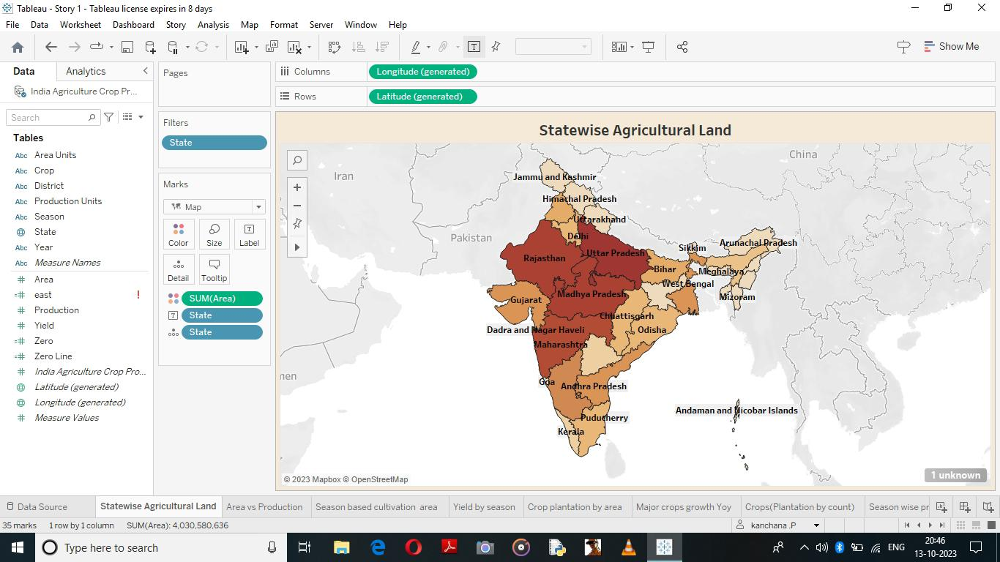 Tableau - Story 1 - Tableau license expires in 8 days
File Data Worksheet Dashboard Story Analysis Map Format Server Window Help
Show Me
Data Analytics
India Agriculture Crop Pr...
Search
Tables
Abc Area Units
Abc Crop
Abc District
Abc Production Units
Abc Season
State
Abc Year
Abc Measure Names
Area
east !
Production
Yield
Zero
Zero Line
India Agriculture Crop Pro...
Latitude (generated)
Longitude (generated)
Measure Values
Pages
Filters
State
Marks
Map
Color Size Label
Detail Tooltip
SUM(Area)
State
State
Columns Longitude (generated)
Rows Latitude (generated)
Statewise Agricultural Land
China
Iran
Jammu and Kashmir
Himachal Pradesh
Uttarakhand
Pakistan
Delhi
Arunachal Pradesh
Sikkim
Uttar Pradesh
Rajasthan
Bihar
Meghalaya
West Bengal
Madhya Pradesh
Mizoram
Gujarat
Chhattisgarh
Dadra and Nagar Haveli
Odisha
Maharashtra
men
Goa
Andhra Pradesh
Andaman and Nicobar Islands
Puducherry
Kerala
© 2023 Mapbox © OpenStreetMap
1 unknown
Data Source Statewise Agricultural Land Area vs Production Season based cultivation area Yield by season Crop plantation by area Major crops growth Yoy Crops(Plantation by count) Season wise pr
35 marks 1 row by 1 column SUM(Area): 4,030,580,636 kanchana .P
Type here to search
ENG
20:46
13-10-2023